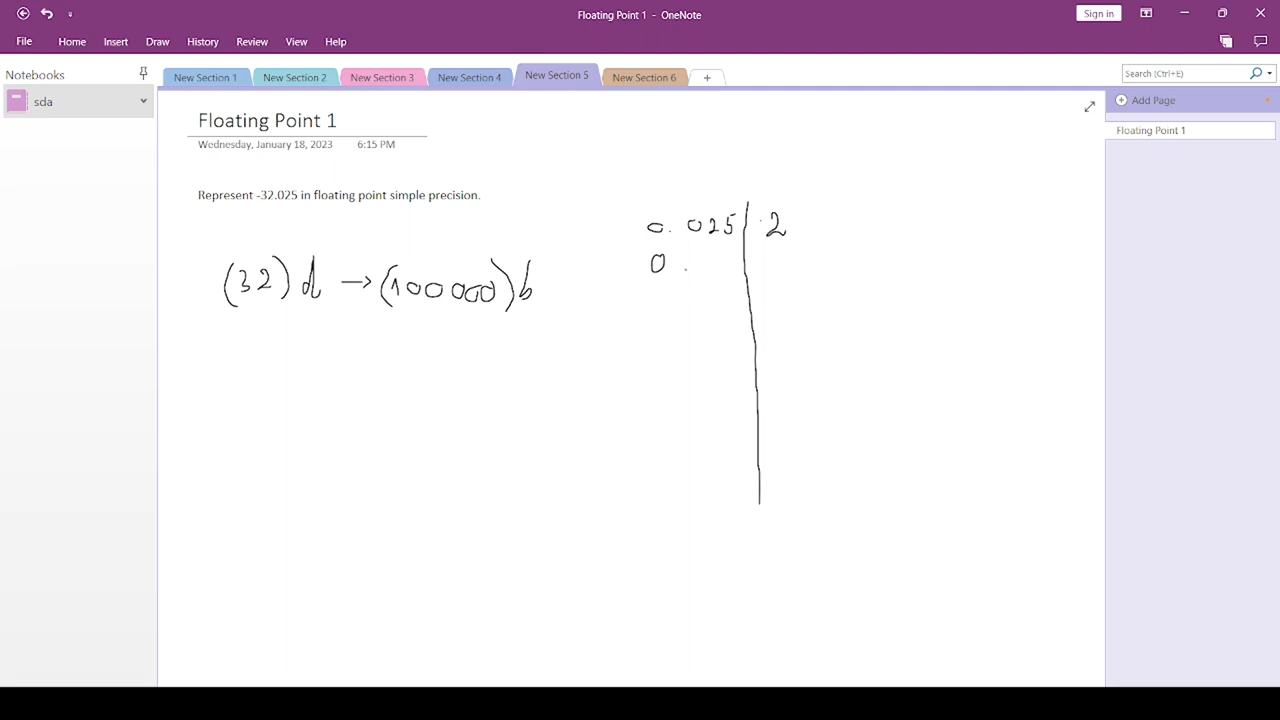 Floating Point 1 - OneNote
Sign in
File Home Insert Draw History Review View Help
Notebooks
New Section 1 New Section 2 New Section 3 New Section 4 New Section 5 New Section 6 +
Search (Ctrl+E)
sda
Add Page
Floating Point 1
Floating Point 1
Wednesday, January 18, 2023 6:15 PM
Represent -32.025 in floating point simple precision.
0.025 | ·2
0.
(32)d → (100000)b